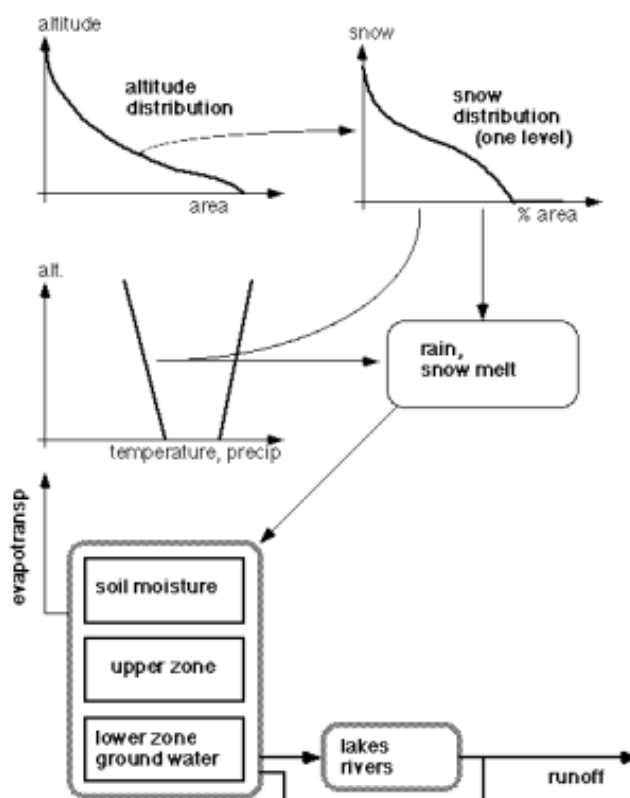 altitude
altitude
distribution
area
snow
snow
distribution
(one level)
% area
alt.
temperature, precip
rain,
snow melt
evapotransp
soil moisture
upper zone
lower zone
ground water
lakes
rivers
runoff